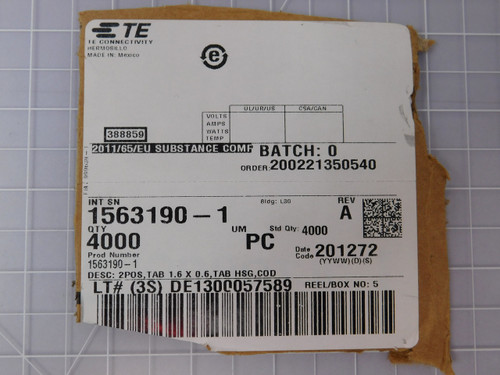 TE
TE CONNECTIVITY
HERMOSILLO
MADE IN: MEXICO
e
UL/UR/US CSA/CAN
VOLTS
AMPS
WATTS
TEMP
388859
2011/65/EU SUBSTANCE COMP BATCH: 0
ORDER: 200221350540
INT SN Bldg: L30 REV
1563190-1 A
QTY UM Std Qty: 4000
4000 PC Date Code 201272
Prod Number (YYWW)(D)(S)
1563190-1
DESC: 2POS,TAB 1.6 X 0.6,TAB HSG,COD
LT# (3S) DE1300057589 REEL/BOX NO: 5